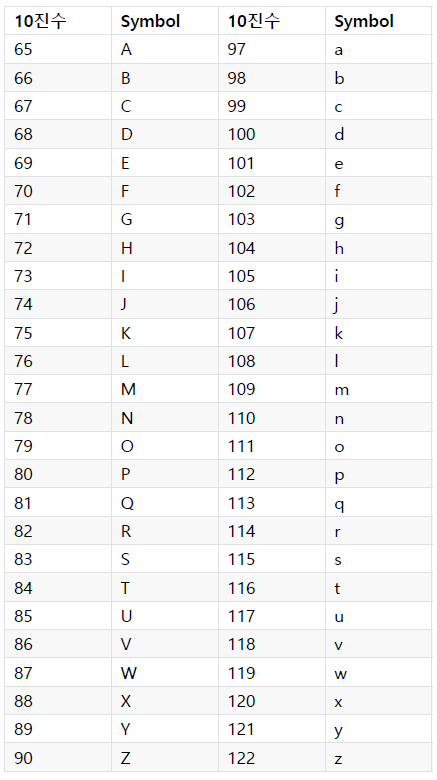 10진수 Symbol 10진수 Symbol
65 A 97 a
66 B 98 b
67 C 99 c
68 D 100 d
69 E 101 e
70 F 102 f
71 G 103 g
72 H 104 h
73 I 105 i
74 J 106 j
75 K 107 k
76 L 108 l
77 M 109 m
78 N 110 n
79 O 111 o
80 P 112 p
81 Q 113 q
82 R 114 r
83 S 115 s
84 T 116 t
85 U 117 u
86 V 118 v
87 W 119 w
88 X 120 x
89 Y 121 y
90 Z 122 z